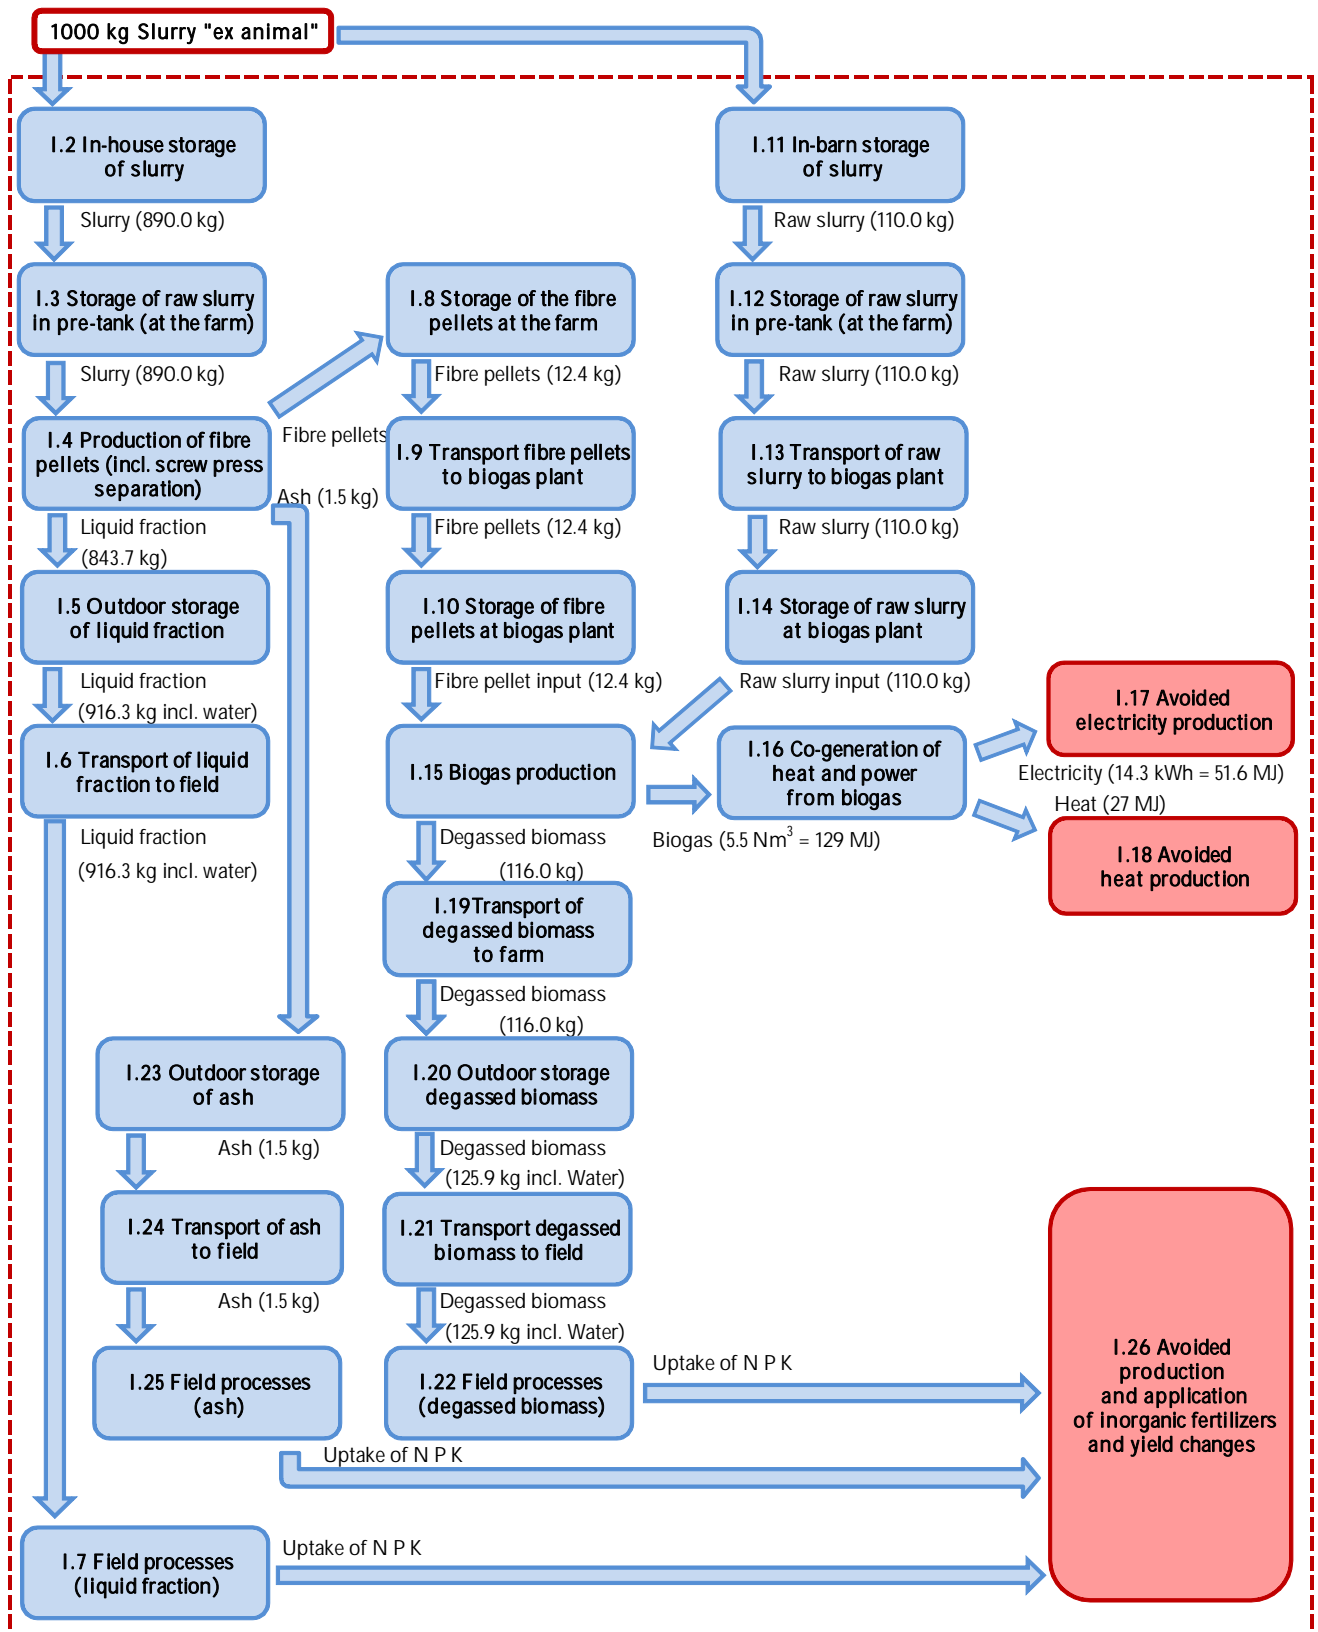 1000 kg Slurry "ex animal"
I.2 In-house storage
of slurry
Slurry (890.0 kg)
I.3 Storage of raw slurry
in pre-tank (at the farm)
Slurry (890.0 kg)
I.4 Production of fibre
pellets (incl. screw press
separation)
Fibre pellets
Ash (1.5 kg)
Liquid fraction
(843.7 kg)
I.5 Outdoor storage
of liquid fraction
Liquid fraction
(916.3 kg incl. water)
I.6 Transport of liquid
fraction to field
Liquid fraction
(916.3 kg incl. water)
I.8 Storage of the fibre
pellets at the farm
Fibre pellets (12.4 kg)
I.9 Transport fibre pellets
to biogas plant
Fibre pellets (12.4 kg)
I.10 Storage of fibre
pellets at biogas plant
Fibre pellet input (12.4 kg)
I.11 In-barn storage
of slurry
Raw slurry (110.0 kg)
I.12 Storage of raw slurry
in pre-tank (at the farm)
Raw slurry (110.0 kg)
I.13 Transport of raw
slurry to biogas plant
Raw slurry (110.0 kg)
I.14 Storage of raw slurry
at biogas plant
Raw slurry input (110.0 kg)
I.15 Biogas production
Biogas (5.5 Nm³ = 129 MJ)
I.16 Co-generation of
heat and power
from biogas
I.17 Avoided
electricity production
Electricity (14.3 kWh = 51.6 MJ)
Heat (27 MJ)
I.18 Avoided
heat production
Degassed biomass
(116.0 kg)
I.19Transport of
degassed biomass
to farm
Degassed biomass
(116.0 kg)
I.20 Outdoor storage
degassed biomass
Degassed biomass
(125.9 kg incl. Water)
I.21 Transport degassed
biomass to field
Degassed biomass
(125.9 kg incl. Water)
I.22 Field processes
(degassed biomass)
Uptake of N P K
I.23 Outdoor storage
of ash
Ash (1.5 kg)
I.24 Transport of ash
to field
Ash (1.5 kg)
I.25 Field processes
(ash)
Uptake of N P K
I.7 Field processes
(liquid fraction)
Uptake of N P K
I.26 Avoided
production
and application
of inorganic fertilizers
and yield changes